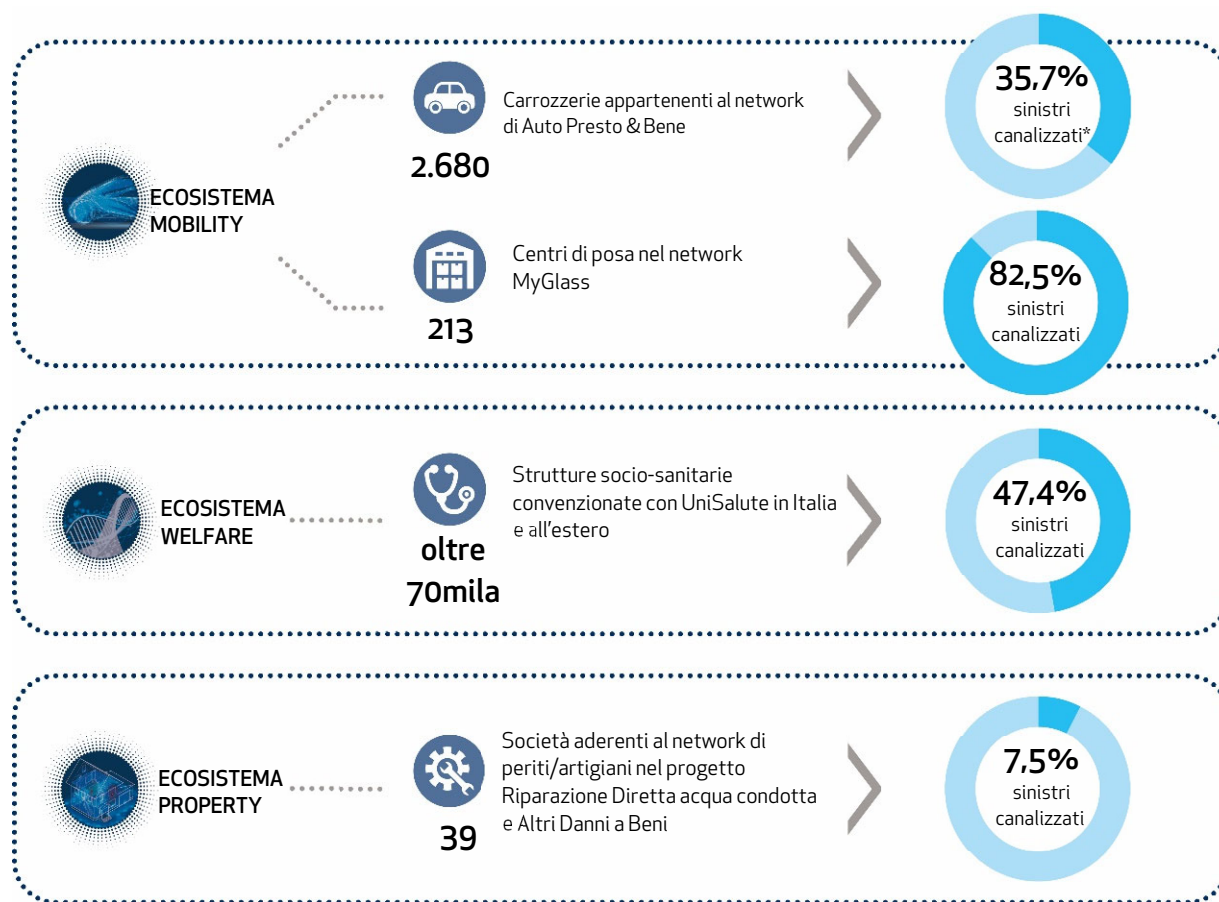 ECOSISTEMA
MOBILITY
2.680
Carrozzerie appartenenti al network
di Auto Presto & Bene
35,7%
sinistri
canalizzati*
213
Centri di posa nel network
MyGlass
82,5%
sinistri
canalizzati
ECOSISTEMA
WELFARE
oltre
70mila
Strutture socio-sanitarie
convenzionate con UniSalute in Italia
e all'estero
47,4%
sinistri
canalizzati
ECOSISTEMA
PROPERTY
39
Società aderenti al network di
periti/artigiani nel progetto
Riparazione Diretta acqua condotta
e Altri Danni a Beni
7,5%
sinistri
canalizzati